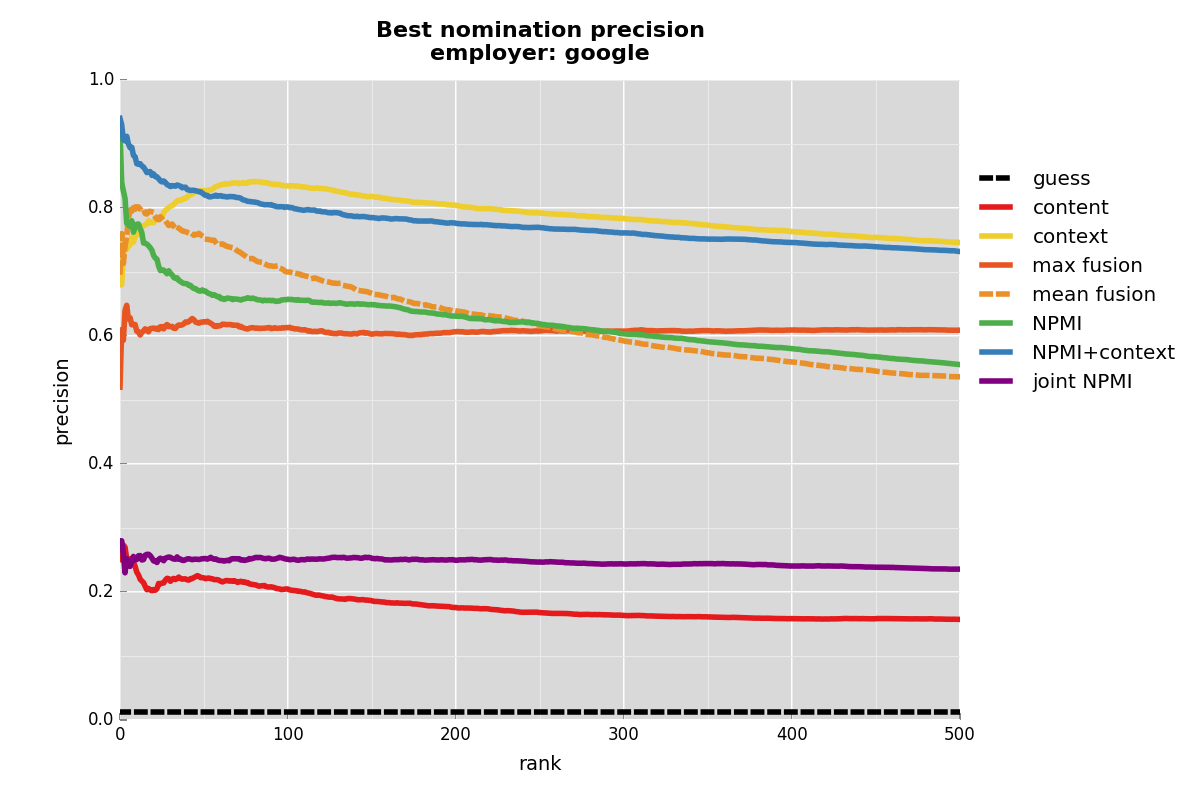 Best nomination precision
employer: google
precision
1.0
0.8
0.6
0.4
0.2
0.0
0
100
200
300
400
500
rank
guess
content
context
max fusion
mean fusion
NPMI
NPMI+context
joint NPMI